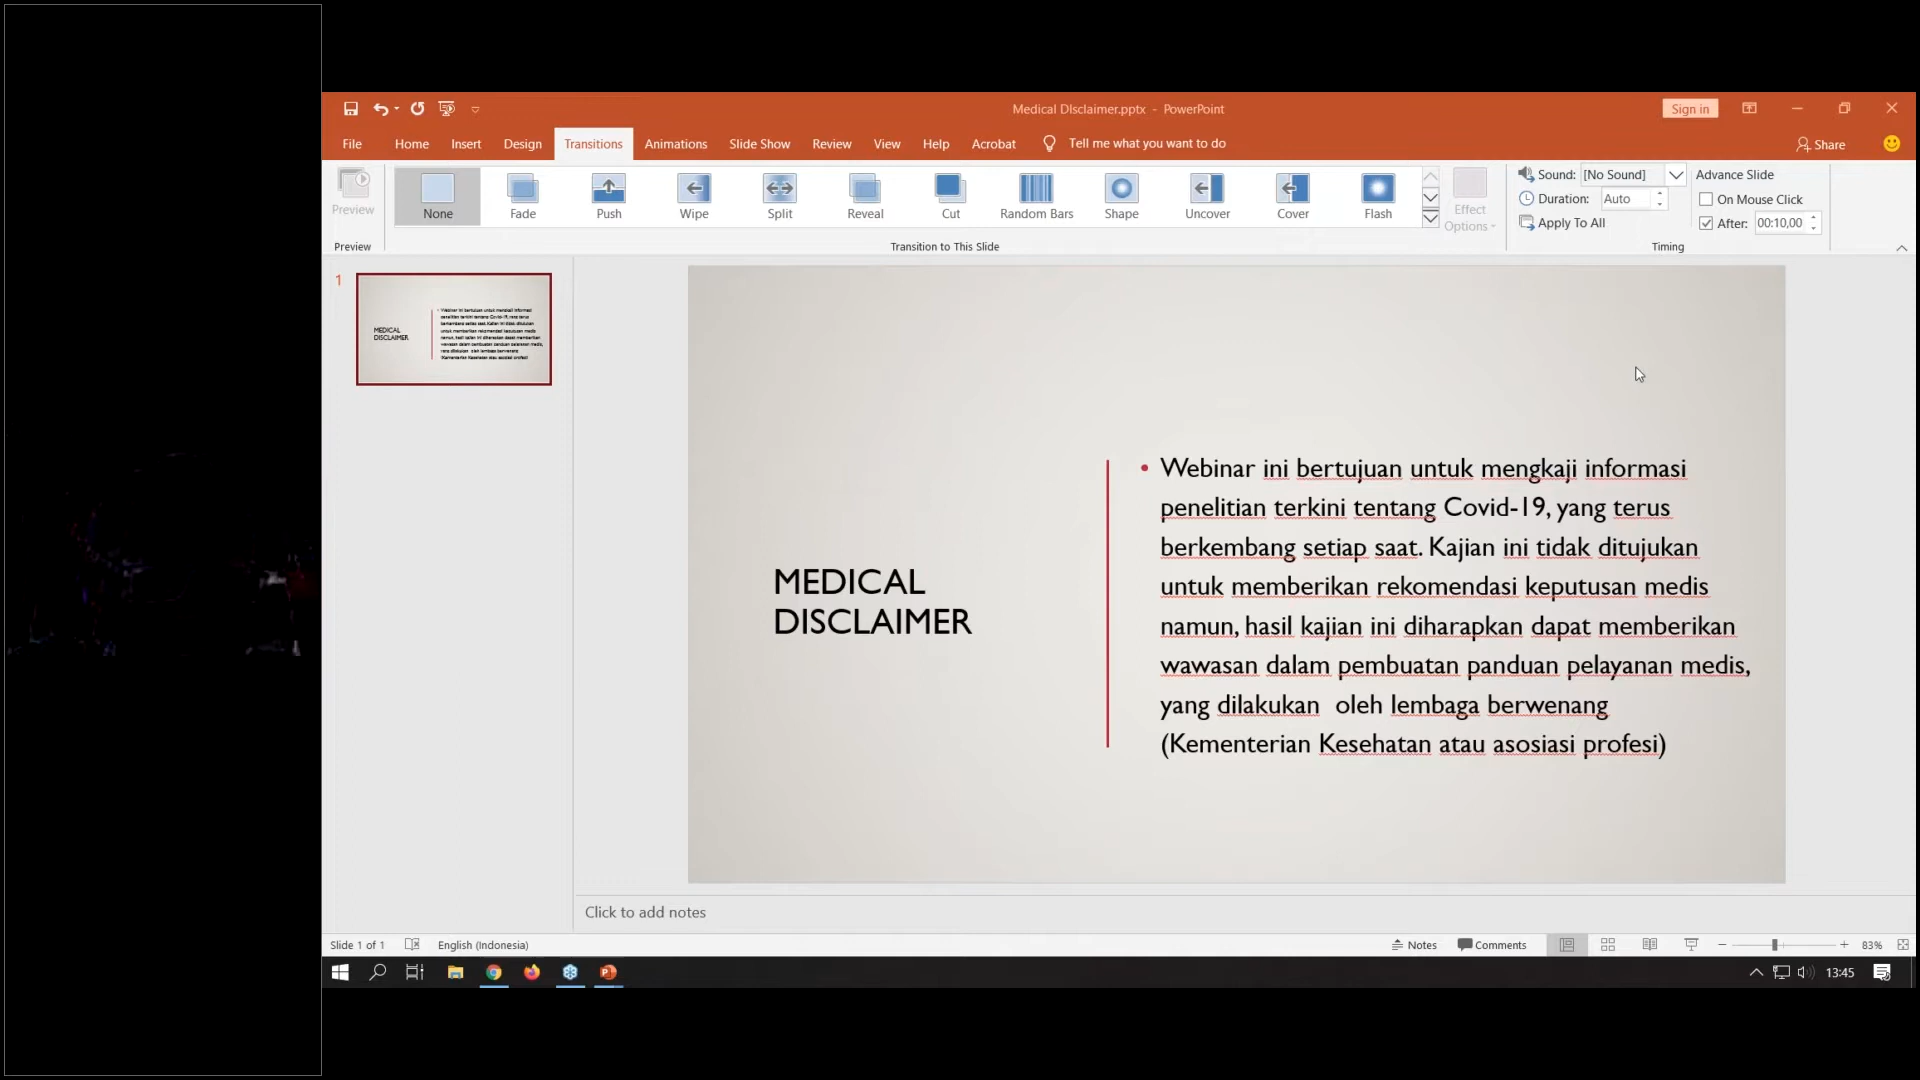 Medical DIsclaimer.pptx - PowerPoint
Sign in
File Home Insert Design Transitions Animations Slide Show Review View Help Acrobat Tell me what you want to do Share
Preview
None Fade Push Wipe Split Reveal Cut Random Bars Shape Uncover Cover Flash
Effect Options
Sound: [No Sound]
Duration: Auto
Apply To All
Advance Slide
On Mouse Click
After: 00:10,00
Preview Transition to This Slide Timing
1
MEDICAL
DISCLAIMER
MEDICAL
DISCLAIMER
• Webinar ini bertujuan untuk mengkaji informasi
penelitian terkini tentang Covid-19, yang terus
berkembang setiap saat. Kajian ini tidak ditujukan
untuk memberikan rekomendasi keputusan medis
namun, hasil kajian ini diharapkan dapat memberikan
wawasan dalam pembuatan panduan pelayanan medis,
yang dilakukan oleh lembaga berwenang
(Kementerian Kesehatan atau asosiasi profesi)
Click to add notes
Slide 1 of 1 English (Indonesia) Notes Comments 83%
13:45